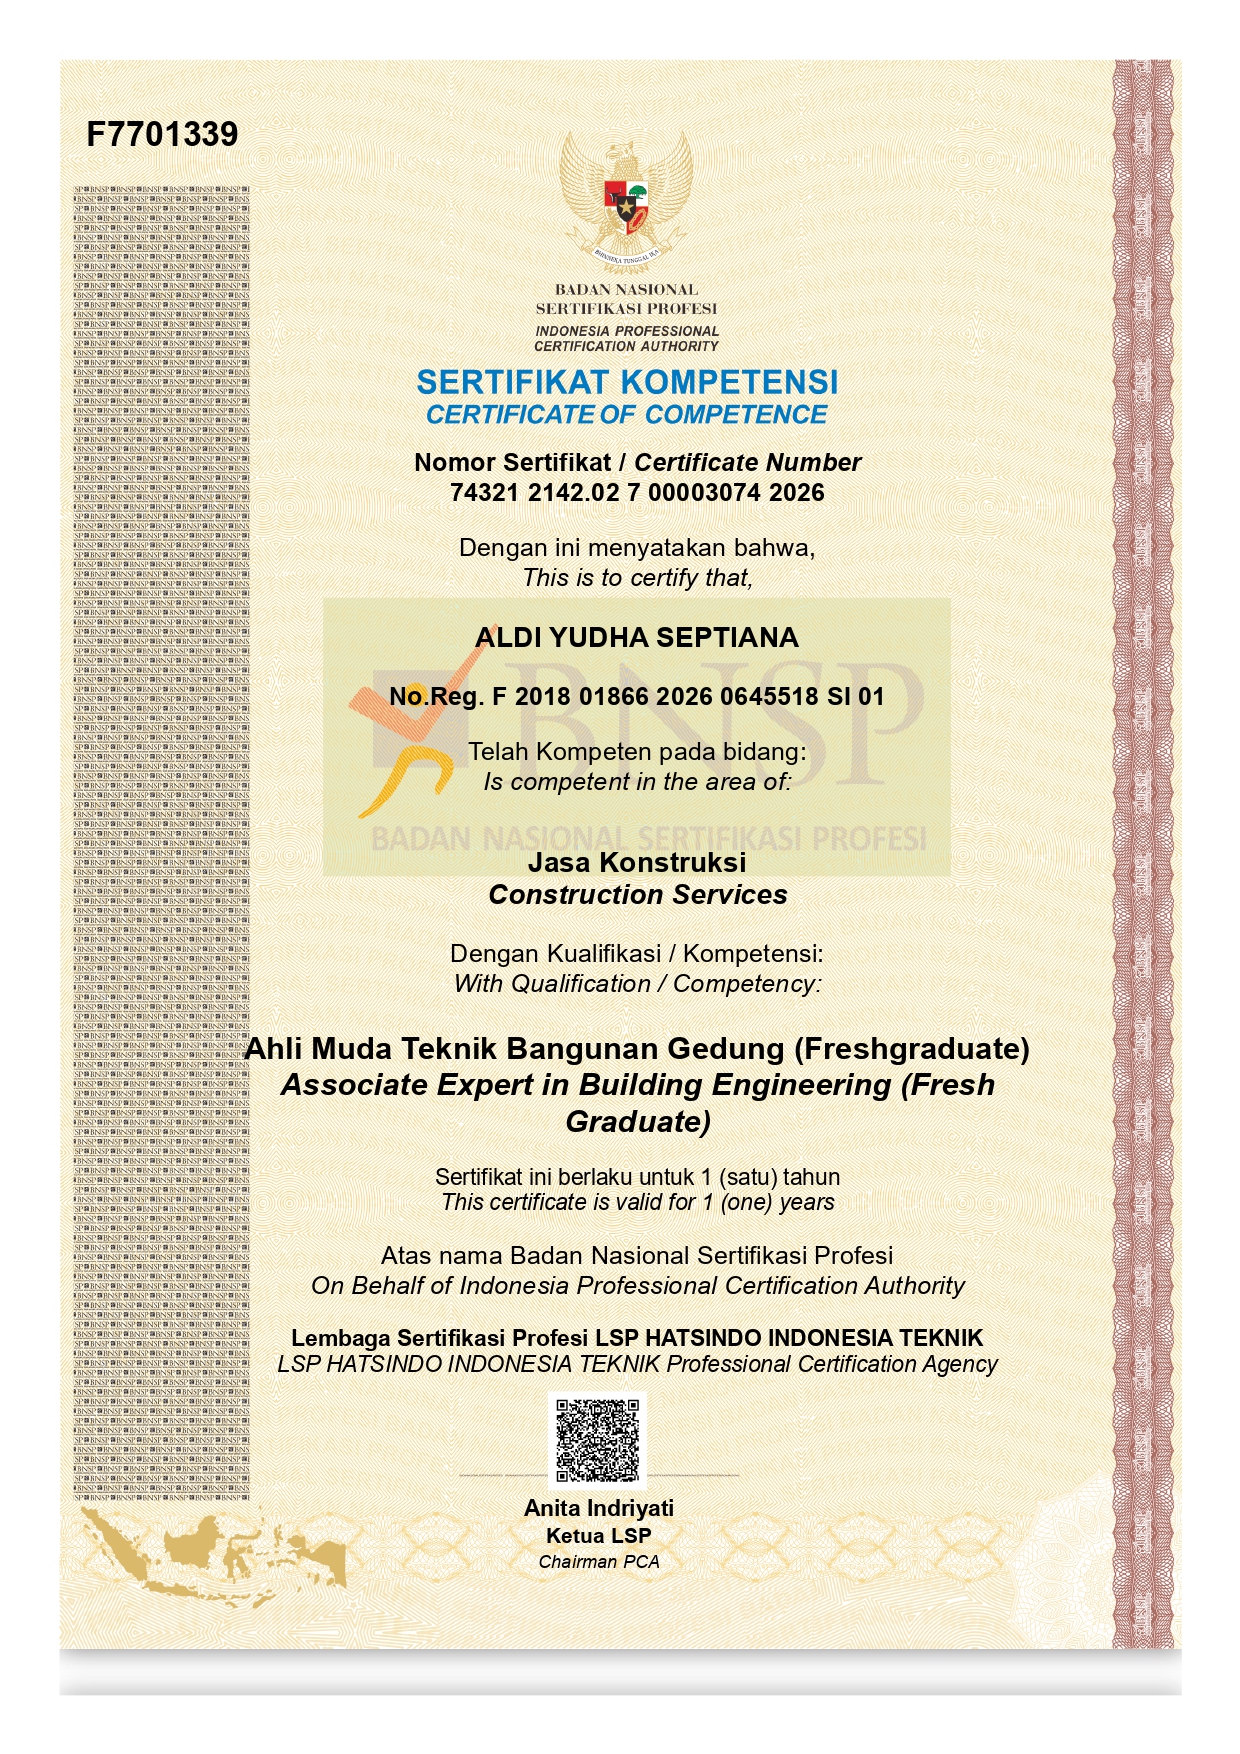 F7701339
BHINNEKA TUNGGAL IKA
BADAN NASIONAL
SERTIFIKASI PROFESI
INDONESIA PROFESSIONAL
CERTIFICATION AUTHORITY
SERTIFIKAT KOMPETENSI
CERTIFICATE OF COMPETENCE
Nomor Sertifikat / Certificate Number
74321 2142.02 7 00003074 2026
Dengan ini menyatakan bahwa,
This is to certify that,
ALDI YUDHA SEPTIANA
BNSP
No.Reg. F 2018 01866 2026 0645518 SI 01
Telah Kompeten pada bidang:
Is competent in the area of:
BADAN NASIONAL SERTIFIKASI PROFESI
Jasa Konstruksi
Construction Services
Dengan Kualifikasi / Kompetensi:
With Qualification / Competency:
Ahli Muda Teknik Bangunan Gedung (Freshgraduate)
Associate Expert in Building Engineering (Fresh
Graduate)
Sertifikat ini berlaku untuk 1 (satu) tahun
This certificate is valid for 1 (one) years
Atas nama Badan Nasional Sertifikasi Profesi
On Behalf of Indonesia Professional Certification Authority
Lembaga Sertifikasi Profesi LSP HATSINDO INDONESIA TEKNIK
LSP HATSINDO INDONESIA TEKNIK Professional Certification Agency
Anita Indriyati
Ketua LSP
Chairman PCA